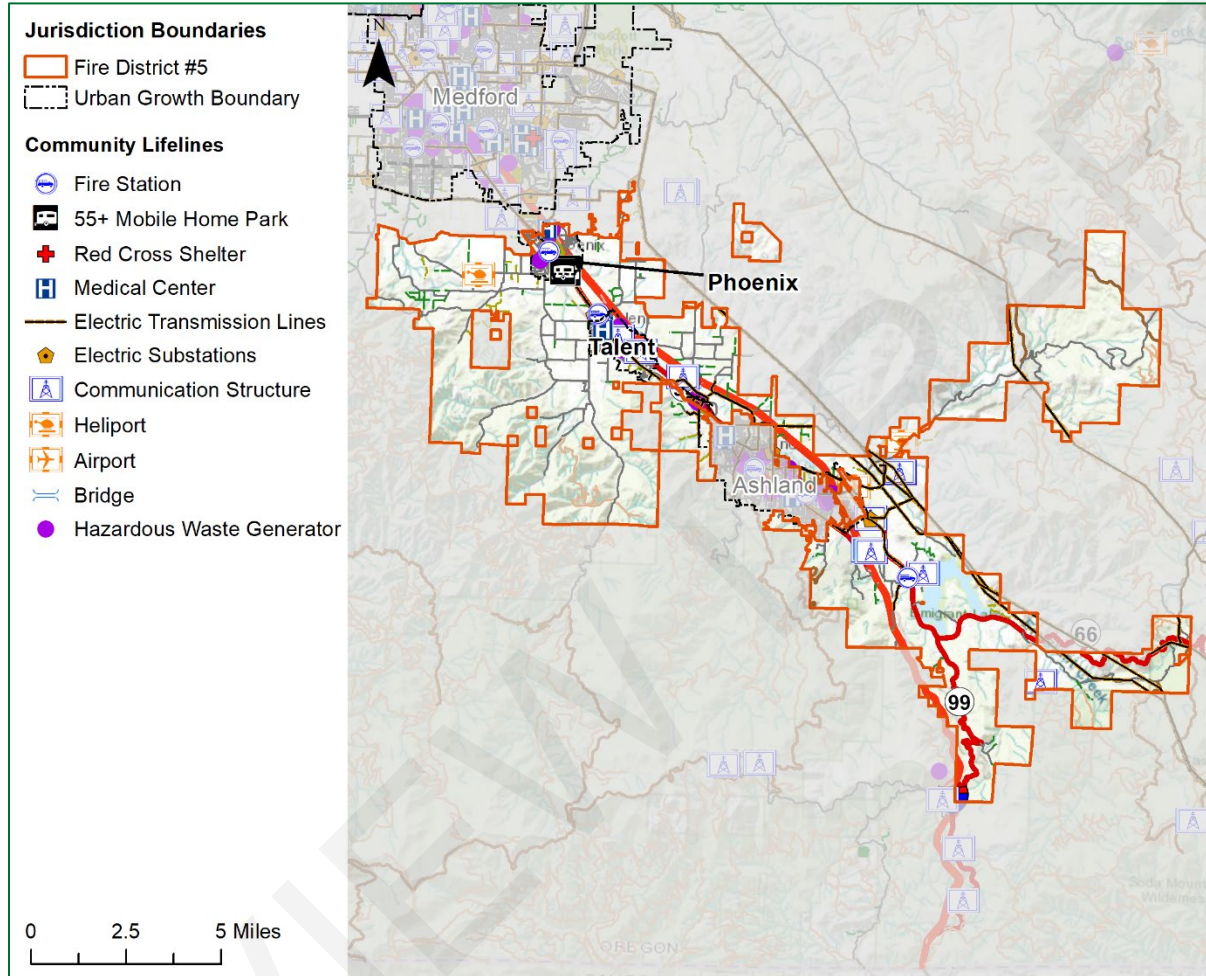 Jurisdiction Boundaries
Fire District #5
Urban Growth Boundary
Community Lifelines
Fire Station
55+ Mobile Home Park
Red Cross Shelter
H Medical Center
Electric Transmission Lines
Electric Substations
Communication Structure
Heliport
Airport
Bridge
Hazardous Waste Generator
0 2.5 5 Miles
N
Medford
Phoenix
Talent
Ashland
66
99
OREGON